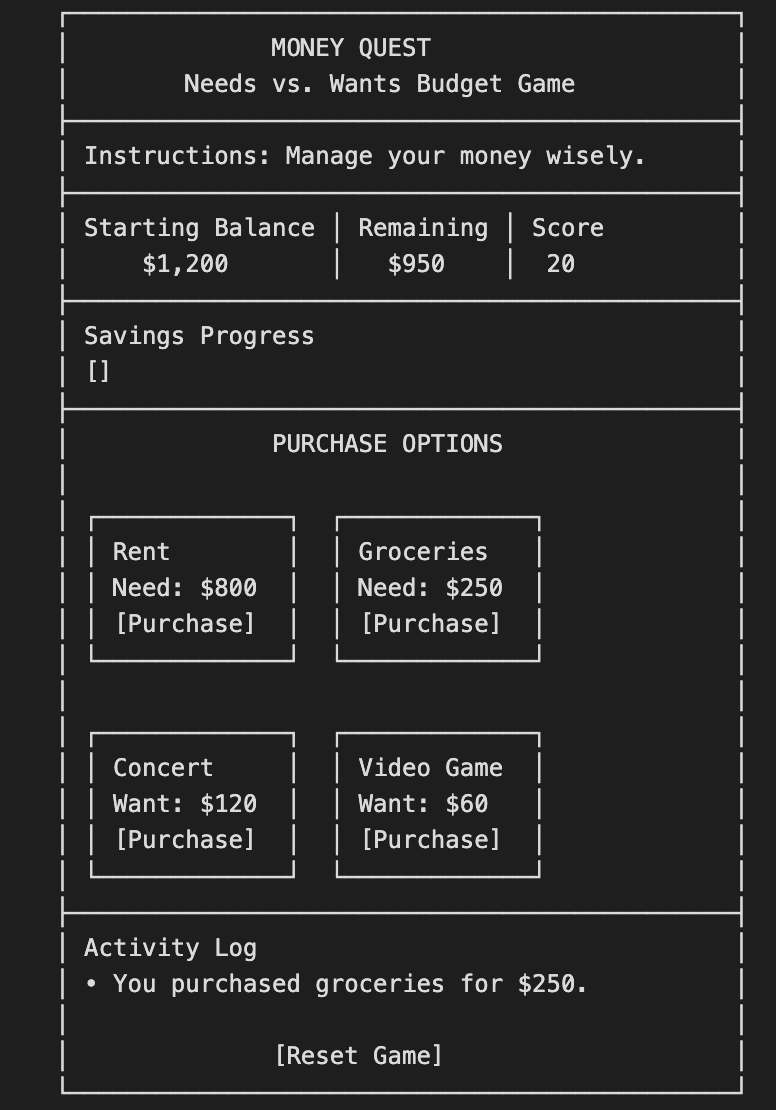 MONEY QUEST
Needs vs. Wants Budget Game
Instructions: Manage your money wisely.
Starting Balance | Remaining | Score
$1,200 | $950 | 20
Savings Progress
[]
PURCHASE OPTIONS
Rent Groceries
Need: $800 Need: $250
[Purchase] [Purchase]
Concert Video Game
Want: $120 Want: $60
[Purchase] [Purchase]
Activity Log
• You purchased groceries for $250.
[Reset Game]